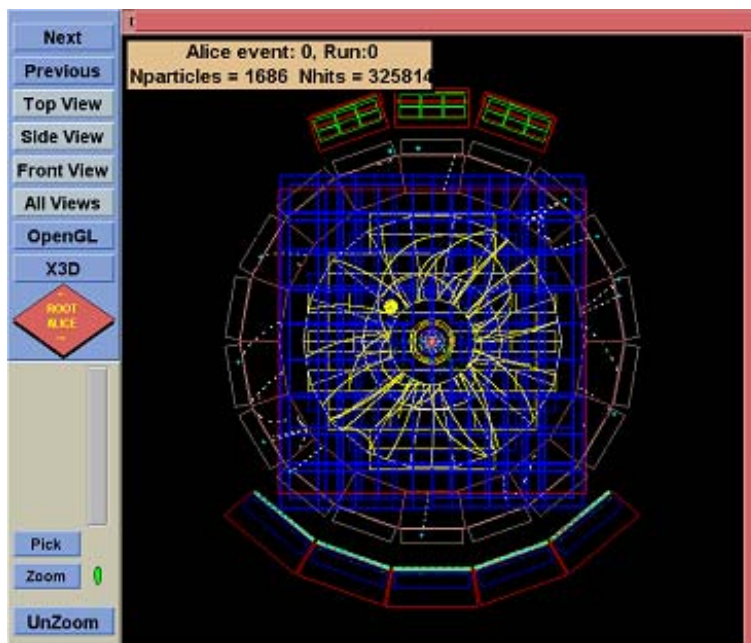 Next
Previous
Top View
Side View
Front View
All Views
OpenGL
X3D
ROOT
ALICE
Pick
Zoom
UnZoom
Alice event: 0, Run:0
Nparticles = 1686 Nhits = 325814